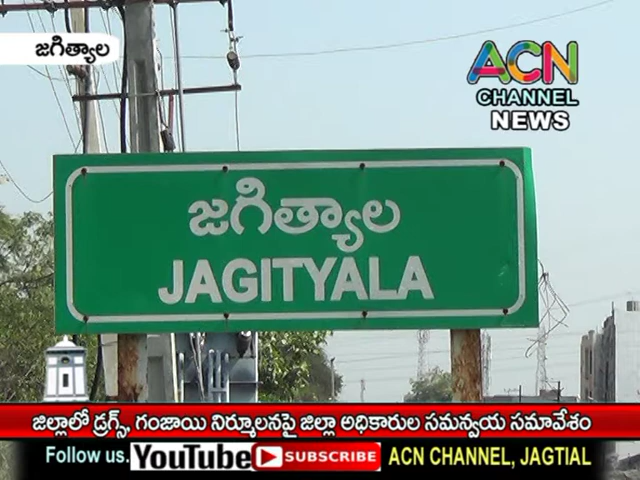 జగిత్యాల
ACN
CHANNEL
NEWS
జగిత్యాల
JAGITYALA
జిల్లాలో డ్రగ్స్, గంజాయి నిర్మూలనపై జిల్లా అధికారుల సమన్వయ సమావేశం
Follow us. YouTube SUBSCRIBE ACN CHANNEL, JAGTIAL